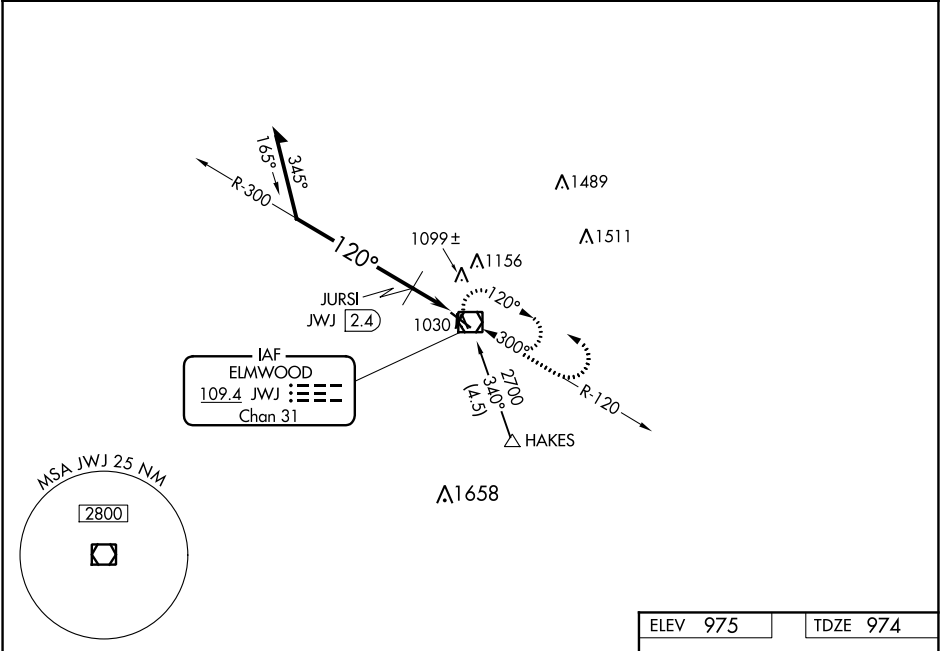 345°
165°
R-300
1489
120°
1511
1099±
1156
JURSI
JWJ 2.4
120°
1030
300°
IAF
ELMWOOD
109.4 JWJ
Chan 31
2700
340°
(4.5)
R-120
HAKES
MSA JWJ 25 NM
1658
2800
ELEV 975
TDZE 974